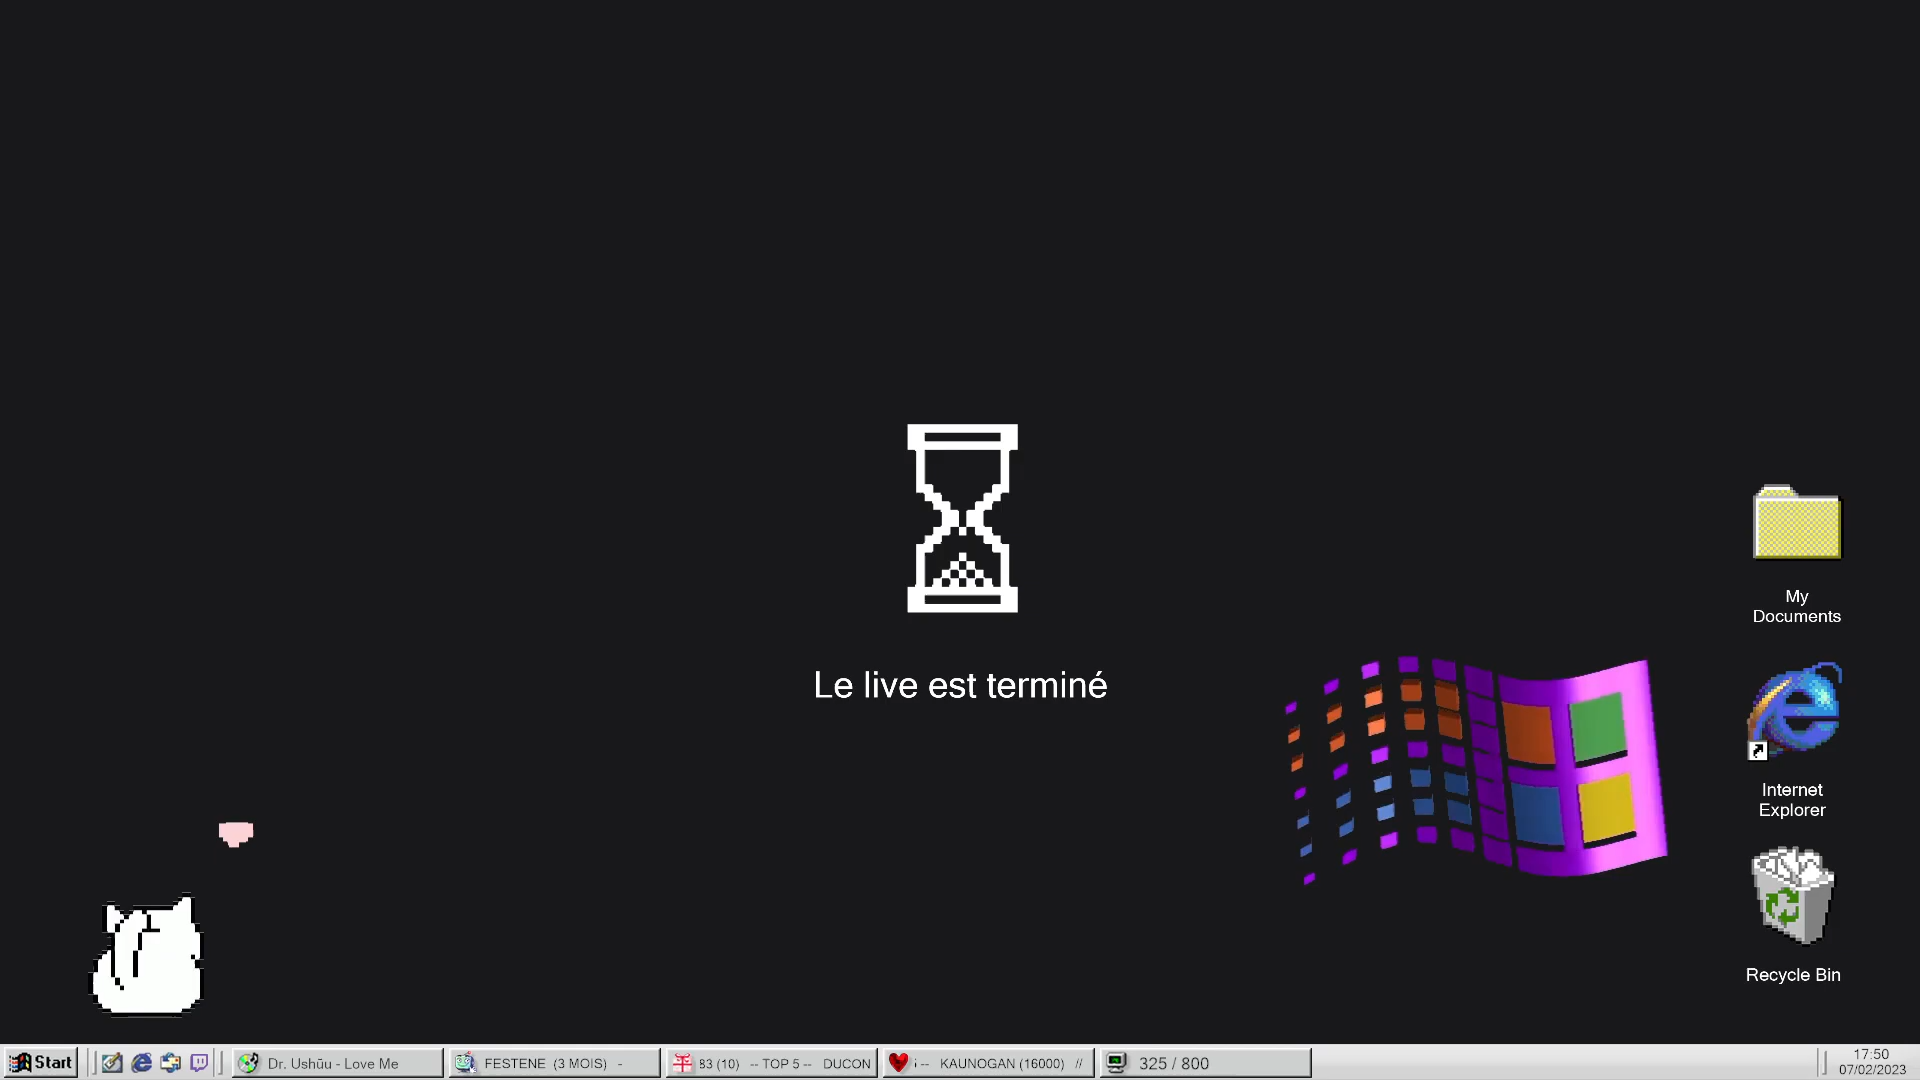 Le live est terminé
My
Documents
Internet
Explorer
Recycle Bin
Start
Dr. Ushūu - Love Me
FESTENE (3 MOIS) -
83 (10) -- TOP 5 -- DUCON
-- KAUNOGAN (16000) //
325 / 800
17:50
07/02/2023